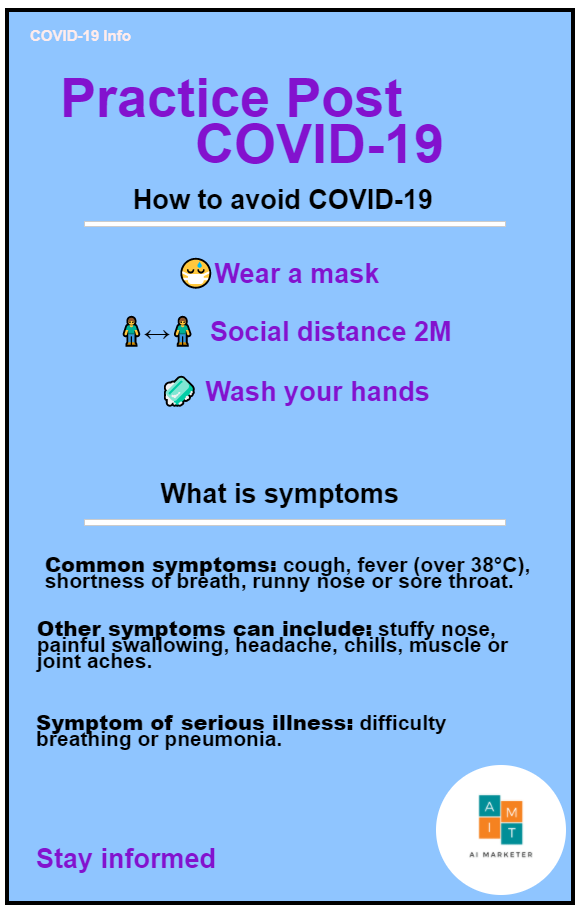 COVID-19 Info
Practice Post
COVID-19
How to avoid COVID-19
Wear a mask
Social distance 2M
Wash your hands
What is symptoms
Common symptoms: cough, fever (over 38°C),
shortness of breath, runny nose or sore throat.
Other symptoms can include: stuffy nose,
painful swallowing, headache, chills, muscle or
joint aches.
Symptom of serious illness: difficulty
breathing or pneumonia.
Stay informed
A M
I T
AI MARKETER